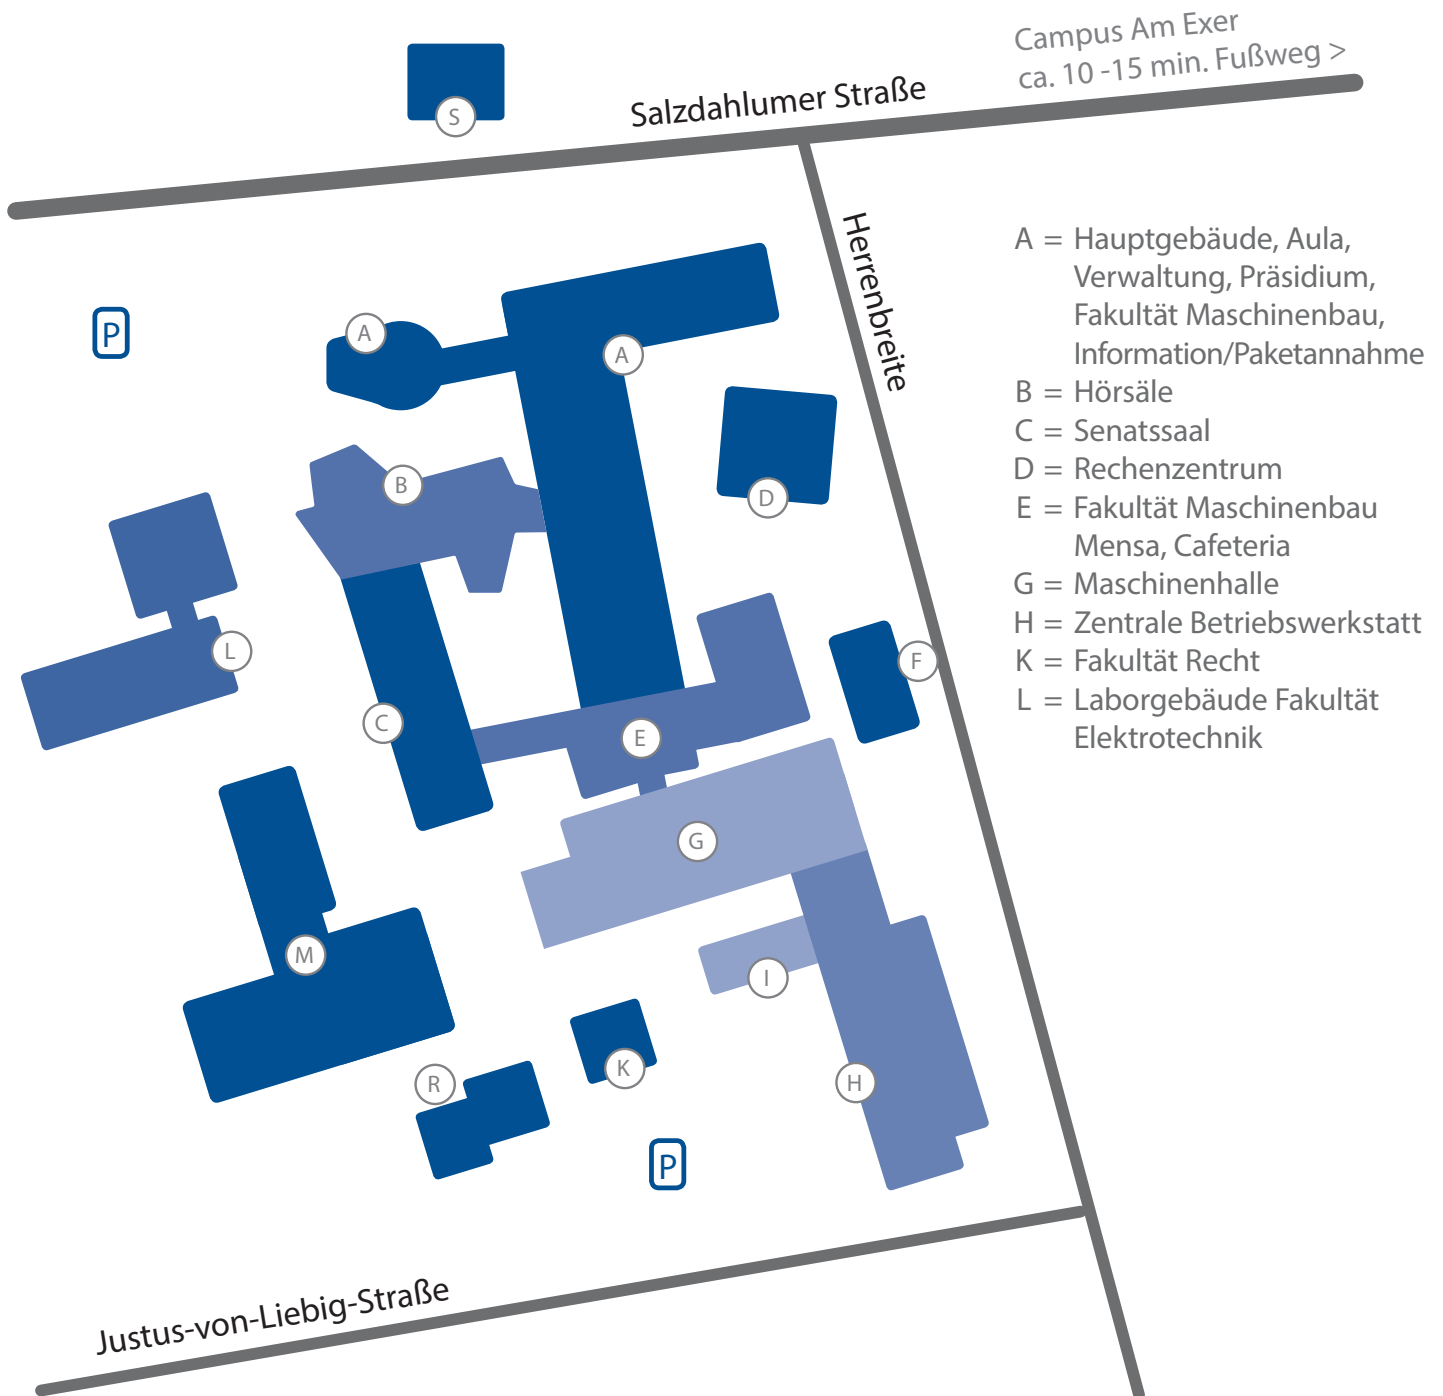 Campus Am Exer
ca. 10 -15 min. Fußweg >
Salzdahlumer Straße
S
Herrenbreite
A = Hauptgebäude, Aula,
Verwaltung, Präsidium,
Fakultät Maschinenbau,
Information/Paketannahme
B = Hörsäle
C = Senatssaal
D = Rechenzentrum
E = Fakultät Maschinenbau
Mensa, Cafeteria
G = Maschinenhalle
H = Zentrale Betriebswerkstatt
K = Fakultät Recht
L = Laborgebäude Fakultät
Elektrotechnik
P
A
A
B
D
L
F
C
E
G
M
I
K
R
H
P
Justus-von-Liebig-Straße